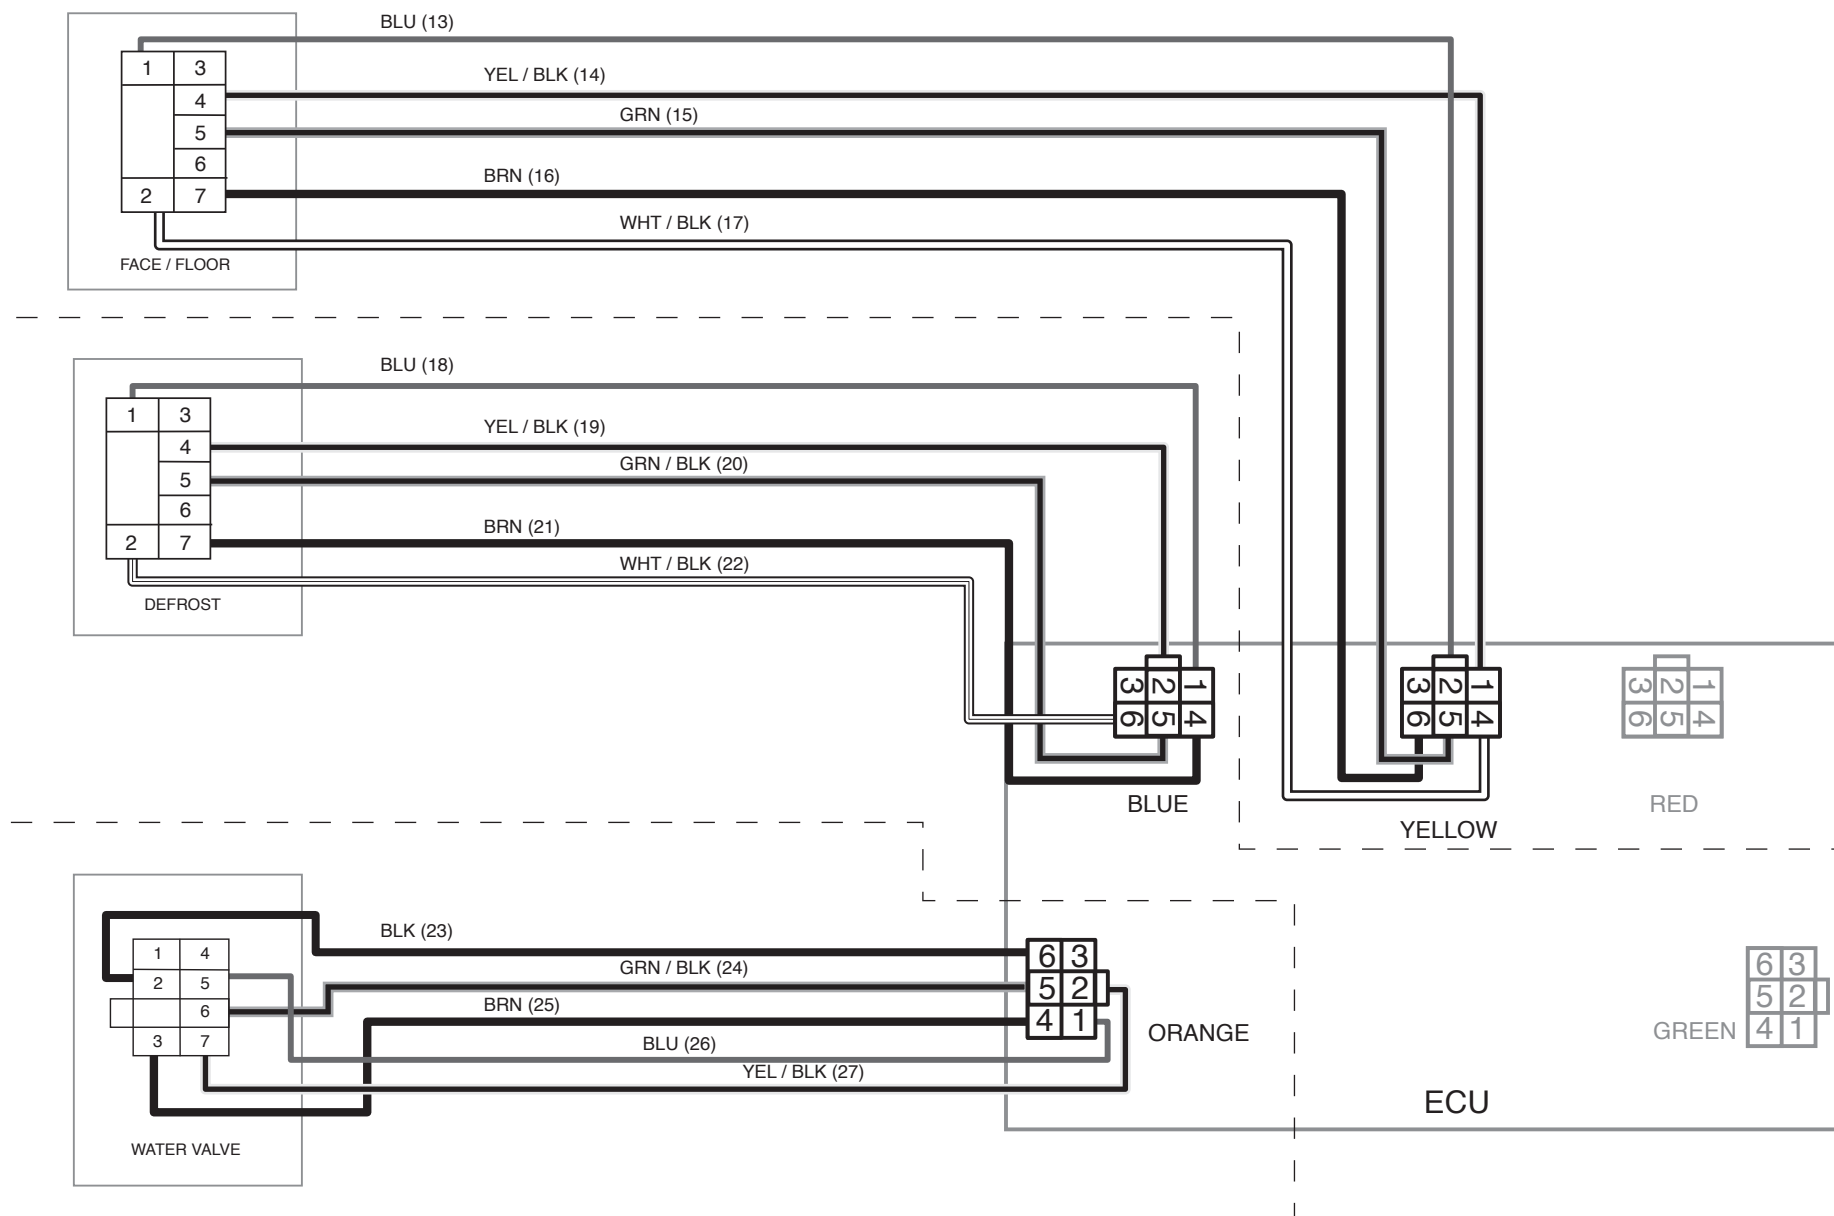 BLU (13)
1 3
YEL / BLK (14)
4
GRN (15)
5
6
BRN (16)
2 7
WHT / BLK (17)
FACE / FLOOR
BLU (18)
1 3
YEL / BLK (19)
4
GRN / BLK (20)
5
6
BRN (21)
2 7
WHT / BLK (22)
DEFROST
3 2 1
6 5 4
BLUE
3 2 1
6 5 4
YELLOW
3 2 1
6 5 4
RED
BLK (23)
1 4
GRN / BLK (24)
2 5
BRN (25)
6
3 7
BLU (26)
YEL / BLK (27)
WATER VALVE
6 3
5 2
4 1
ORANGE
6 3
5 2
GREEN 4 1
ECU